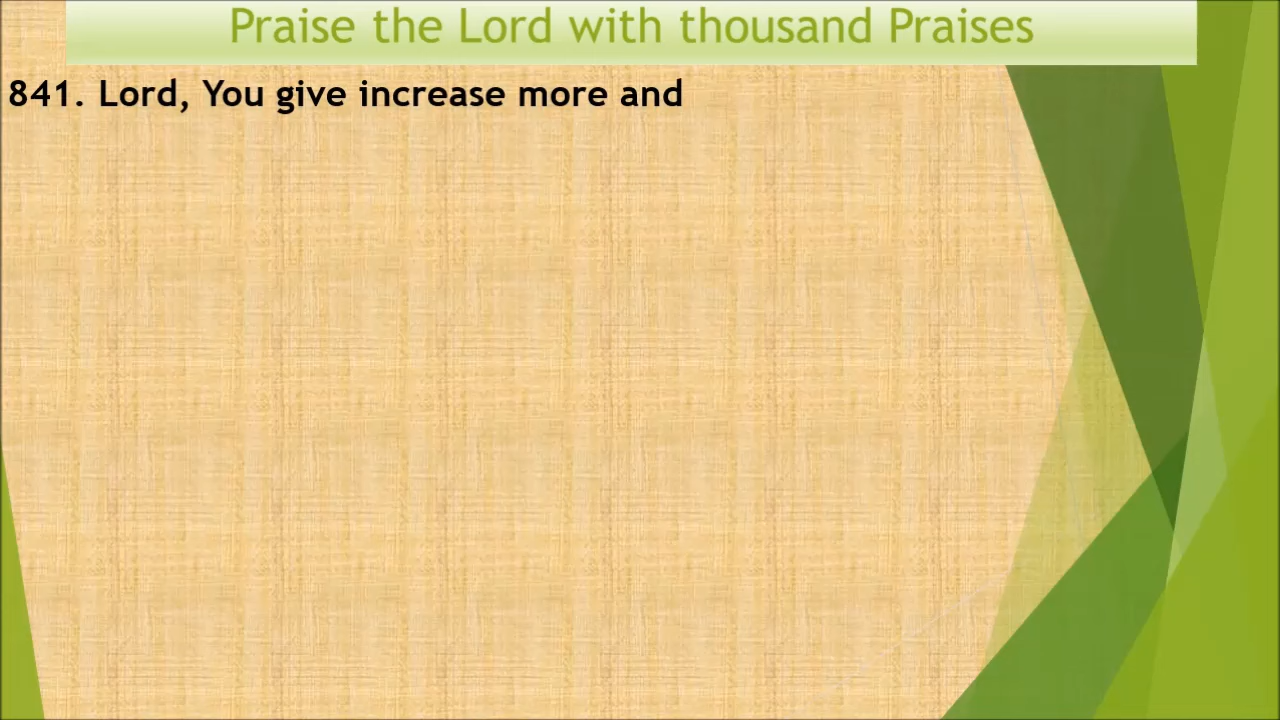 Praise the Lord with thousand Praises
841. Lord, You give increase more and